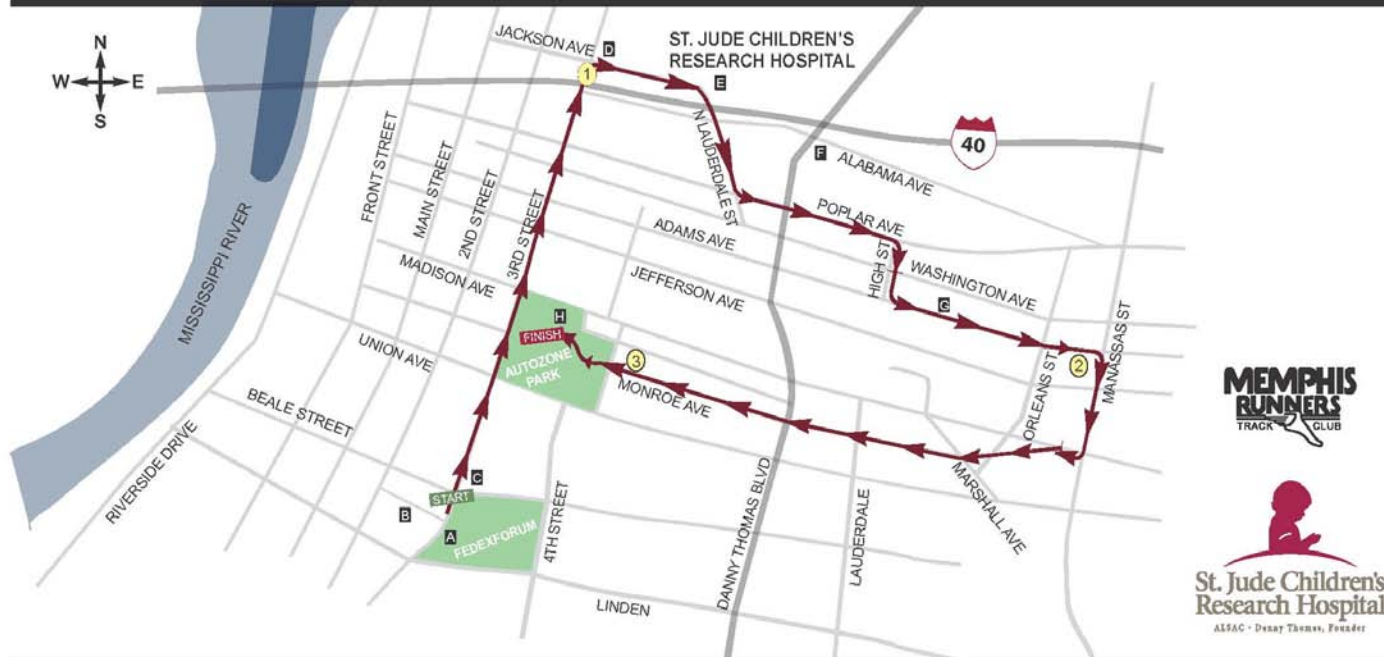 JACKSON AVE
D
ST. JUDE CHILDREN'S
RESEARCH HOSPITAL
N
W
E
S
1
E
40
N LAUDERDALE ST
F
ALABAMA AVE
FRONT STREET
MAIN STREET
2ND STREET
3RD STREET
POPLAR AVE
ADAMS AVE
HIGH ST
WASHINGTON AVE
MISSISSIPPI RIVER
MADISON AVE
JEFFERSON AVE
G
MANASSAS ST
ORLEANS ST
H
FINISH
AUTOZONE
PARK
3
2
UNION AVE
MONROE AVE
BEALE STREET
RIVERSIDE DRIVE
C
START
B
A
FEDEXFORUM
4TH STREET
DANNY THOMAS BLVD
LAUDERDALE
MARSHALL AVE
LINDEN
MEMPHIS
RUNNERS
TRACK CLUB
St. Jude Children's
Research Hospital
ALSAC • Danny Thomas, Founder